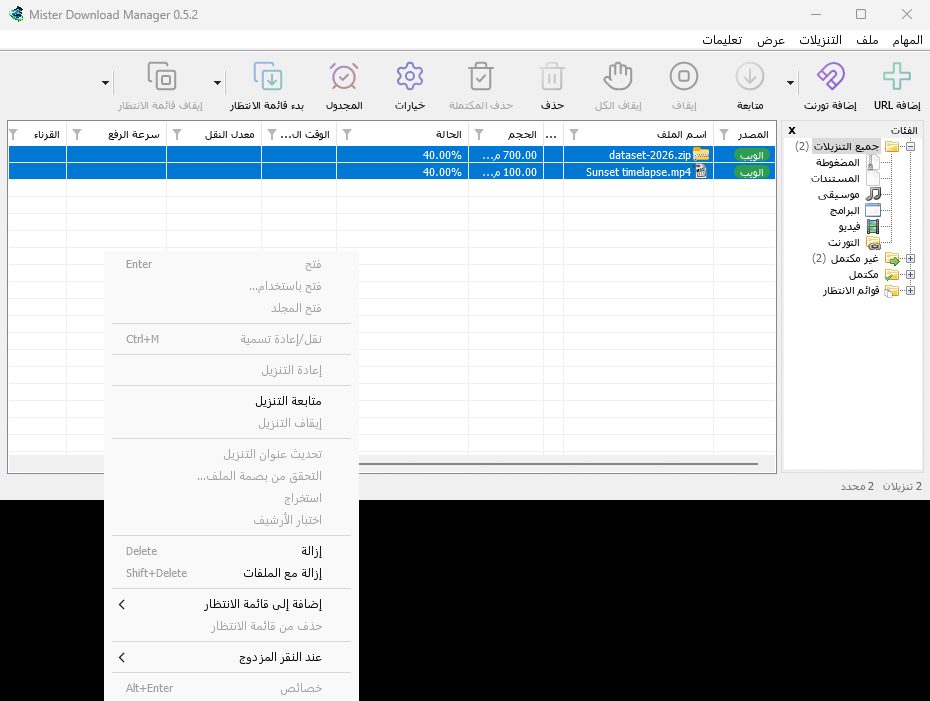 Mister Download Manager 0.5.2
المهام ملف التنزيلات عرض تعليمات
إضافة URL إضافة تورنت متابعة إيقاف إيقاف الكل حذف حذف المكتملة خيارات المجدول بدء قائمة الانتظار إيقاف قائمة الانتظار
الفئات X
جميع التنزيلات (2)
المضغوطة
المستندات
موسيقى
البرامج
فيديو
التورنت
غير مكتمل (2)
مكتمل
قوائم الانتظار
المصدر اسم الملف ... الحجم الحالة الوقت ال... معدل النقل سرعة الرفع القرناء
الويب dataset-2026.zip 700.00 م... 40.00%
الويب Sunset timelapse.mp4 100.00 م... 40.00%
فتح Enter
فتح باستخدام...
فتح المجلد
نقل/إعادة تسمية Ctrl+M
إعادة التنزيل
متابعة التنزيل
إيقاف التنزيل
تحديث عنوان التنزيل
التحقق من بصمة الملف...
استخراج
اختبار الأرشيف
إزالة Delete
إزالة مع الملفات Shift+Delete
إضافة إلى قائمة الانتظار
حذف من قائمة الانتظار
عند النقر المزدوج
خصائص Alt+Enter
2 تنزيلات 2 محدد